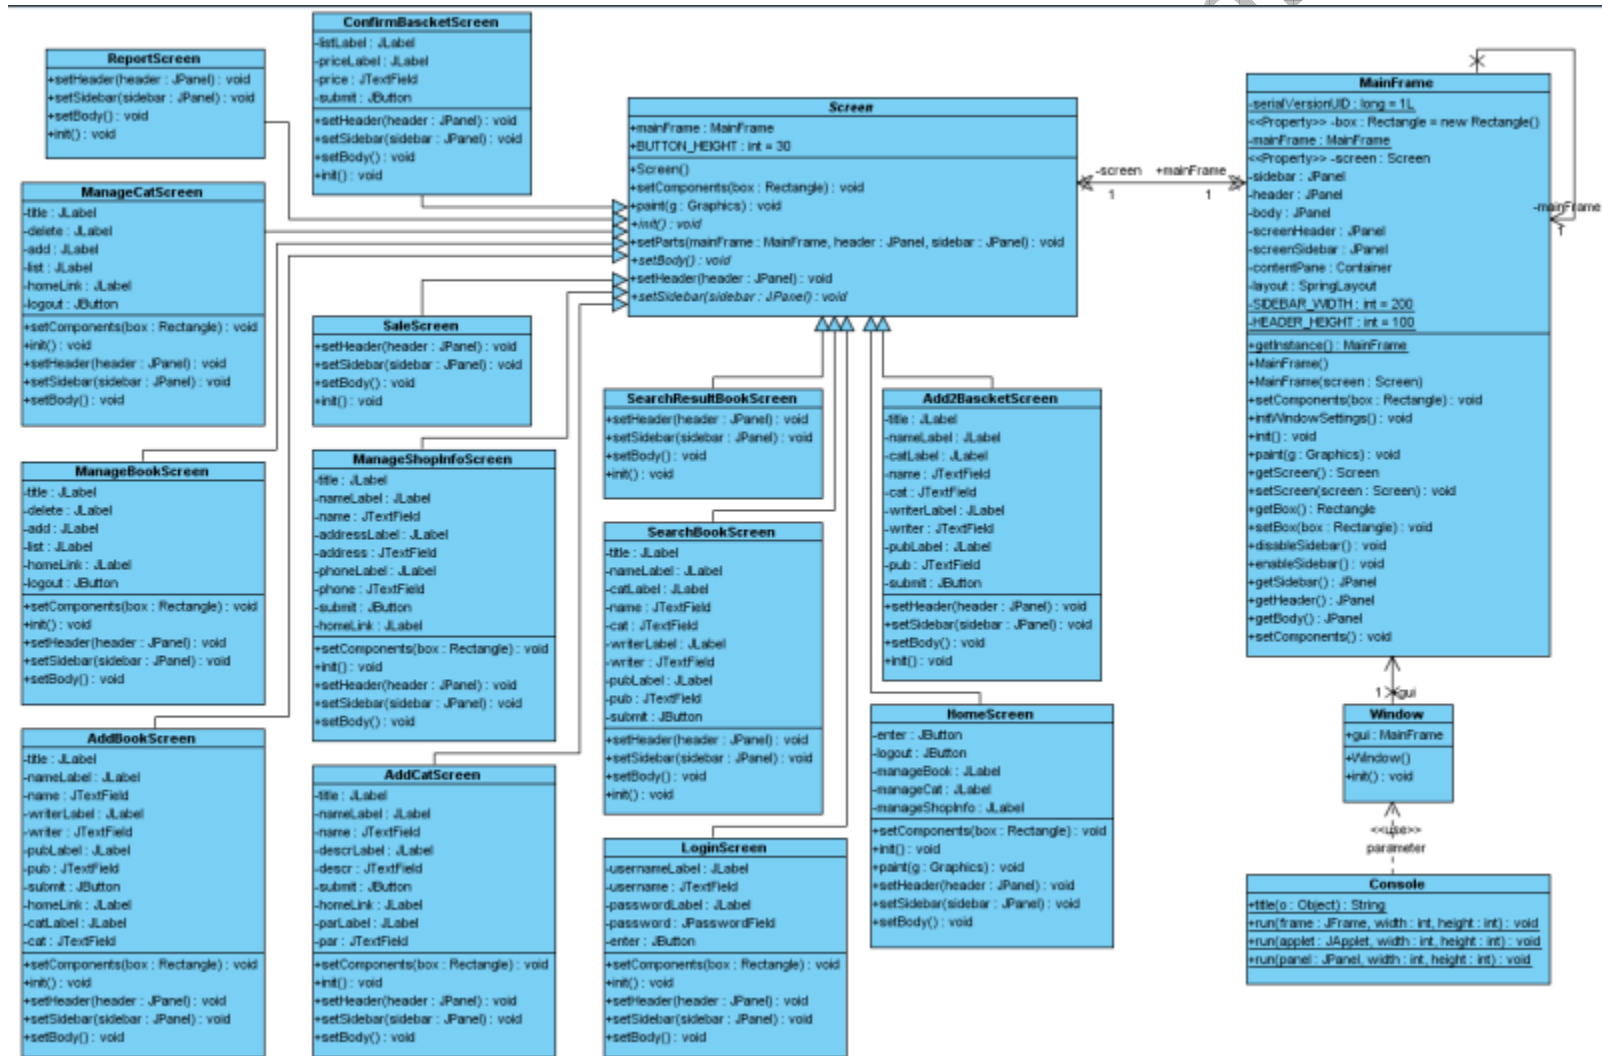 ReportScreen
+setHeader(header : JPanel) : void
+setSidebar(sidebar : JPanel) : void
+setBody() : void
+init() : void
ConfirmBascketScreen
-listLabel : JLabel
-priceLabel : JLabel
-price : JTextField
-submit : JButton
+setHeader(header : JPanel) : void
+setSidebar(sidebar : JPanel) : void
+setBody() : void
+init() : void
Screen
+mainFrame : MainFrame
+BUTTON_HEIGHT : int = 30
+Screen()
+setComponents(box : Rectangle) : void
+paint(g : Graphics) : void
+init() : void
+setParts(mainFrame : MainFrame, header : JPanel, sidebar : JPanel) : void
+setBody() : void
+setHeader(header : JPanel) : void
+setSidebar(sidebar : JPanel) : void
-screen +mainFrame
1 1
MainFrame
-serialVersionUID : long = 1L
<<Property>> -box : Rectangle = new Rectangle()
-mainFrame : MainFrame
<<Property>> -screen : Screen
-sidebar : JPanel
-header : JPanel
-body : JPanel
-screenHeader : JPanel
-screenSidebar : JPanel
-contentPane : Container
-layout : SpringLayout
-SIDEBAR_WIDTH : int = 200
-HEADER_HEIGHT : int = 100
+getInstance() : MainFrame
+MainFrame()
+MainFrame(screen : Screen)
+setComponents(box : Rectangle) : void
+initWindowSettings() : void
+init() : void
+paint(g : Graphics) : void
+getScreen() : Screen
+setScreen(screen : Screen) : void
+getBox() : Rectangle
+setBox(box : Rectangle) : void
+disableSidebar() : void
+enableSidebar() : void
+getSidebar() : JPanel
+getHeader() : JPanel
+getBody() : JPanel
+setComponents() : void
-mainFrame
1
ManageCatScreen
-title : JLabel
-delete : JLabel
-add : JLabel
-list : JLabel
-homeLink : JLabel
-logout : JButton
+setComponents(box : Rectangle) : void
+init() : void
+setHeader(header : JPanel) : void
+setSidebar(sidebar : JPanel) : void
+setBody() : void
SaleScreen
+setHeader(header : JPanel) : void
+setSidebar(sidebar : JPanel) : void
+setBody() : void
+init() : void
SearchResultBookScreen
+setHeader(header : JPanel) : void
+setSidebar(sidebar : JPanel) : void
+setBody() : void
+init() : void
Add2BascketScreen
-title : JLabel
-nameLabel : JLabel
-catLabel : JLabel
-name : JTextField
-cat : JTextField
-writerLabel : JLabel
-writer : JTextField
-pubLabel : JLabel
-pub : JTextField
-submit : JButton
+setHeader(header : JPanel) : void
+setSidebar(sidebar : JPanel) : void
+setBody() : void
+init() : void
ManageBookScreen
-title : JLabel
-delete : JLabel
-add : JLabel
-list : JLabel
-homeLink : JLabel
-logout : JButton
+setComponents(box : Rectangle) : void
+init() : void
+setHeader(header : JPanel) : void
+setSidebar(sidebar : JPanel) : void
+setBody() : void
ManageShopInfoScreen
-title : JLabel
-nameLabel : JLabel
-name : JTextField
-addressLabel : JLabel
-address : JTextField
-phoneLabel : JLabel
-phone : JTextField
-submit : JButton
-homeLink : JLabel
+setComponents(box : Rectangle) : void
+init() : void
+setHeader(header : JPanel) : void
+setSidebar(sidebar : JPanel) : void
+setBody() : void
SearchBookScreen
-title : JLabel
-nameLabel : JLabel
-catLabel : JLabel
-name : JTextField
-cat : JTextField
-writerLabel : JLabel
-writer : JTextField
-pubLabel : JLabel
-pub : JTextField
-submit : JButton
+setHeader(header : JPanel) : void
+setSidebar(sidebar : JPanel) : void
+setBody() : void
+init() : void
HomeScreen
-enter : JButton
-logout : JButton
-manageBook : JLabel
-manageCat : JLabel
-manageShopInfo : JLabel
+setComponents(box : Rectangle) : void
+init() : void
+paint(g : Graphics) : void
+setHeader(header : JPanel) : void
+setSidebar(sidebar : JPanel) : void
+setBody() : void
1 +gui
Window
+gui : MainFrame
+Window()
+init() : void
<<use>>
parameter
Console
+title(o : Object) : String
+run(frame : JFrame, width : int, height : int) : void
+run(applet : JApplet, width : int, height : int) : void
+run(panel : JPanel, width : int, height : int) : void
AddBookScreen
-title : JLabel
-nameLabel : JLabel
-name : JTextField
-writerLabel : JLabel
-writer : JTextField
-pubLabel : JLabel
-pub : JTextField
-submit : JButton
-homeLink : JLabel
-catLabel : JLabel
-cat : JTextField
+setComponents(box : Rectangle) : void
+init() : void
+setHeader(header : JPanel) : void
+setSidebar(sidebar : JPanel) : void
+setBody() : void
AddCatScreen
-title : JLabel
-nameLabel : JLabel
-name : JTextField
-descrLabel : JLabel
-descr : JTextField
-submit : JButton
-homeLink : JLabel
-parLabel : JLabel
-par : JTextField
+setComponents(box : Rectangle) : void
+init() : void
+setHeader(header : JPanel) : void
+setSidebar(sidebar : JPanel) : void
+setBody() : void
LoginScreen
-usernameLabel : JLabel
-username : JTextField
-passwordLabel : JLabel
-password : JPasswordField
-enter : JButton
+setComponents(box : Rectangle) : void
+init() : void
+setHeader(header : JPanel) : void
+setSidebar(sidebar : JPanel) : void
+setBody() : void